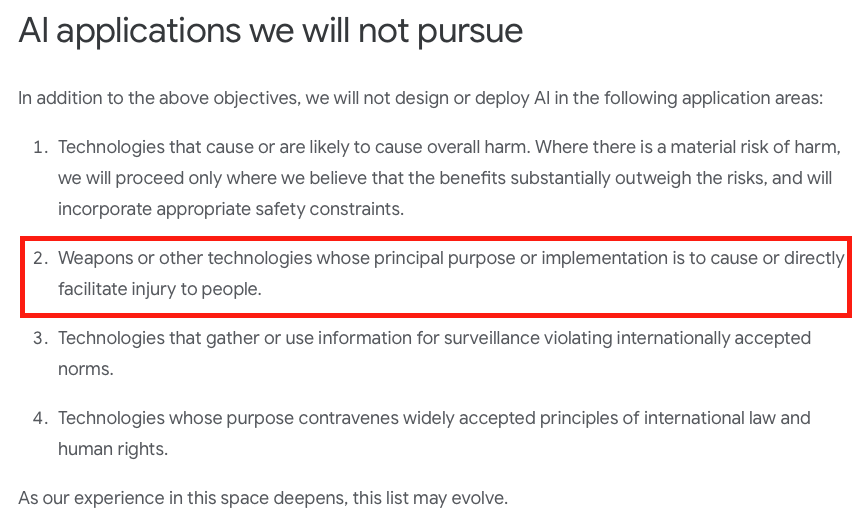 AI applications we will not pursue
In addition to the above objectives, we will not design or deploy AI in the following application areas:
1. Technologies that cause or are likely to cause overall harm. Where there is a material risk of harm,
we will proceed only where we believe that the benefits substantially outweigh the risks, and will
incorporate appropriate safety constraints.
2. Weapons or other technologies whose principal purpose or implementation is to cause or directly
facilitate injury to people.
3. Technologies that gather or use information for surveillance violating internationally accepted
norms.
4. Technologies whose purpose contravenes widely accepted principles of international law and
human rights.
As our experience in this space deepens, this list may evolve.